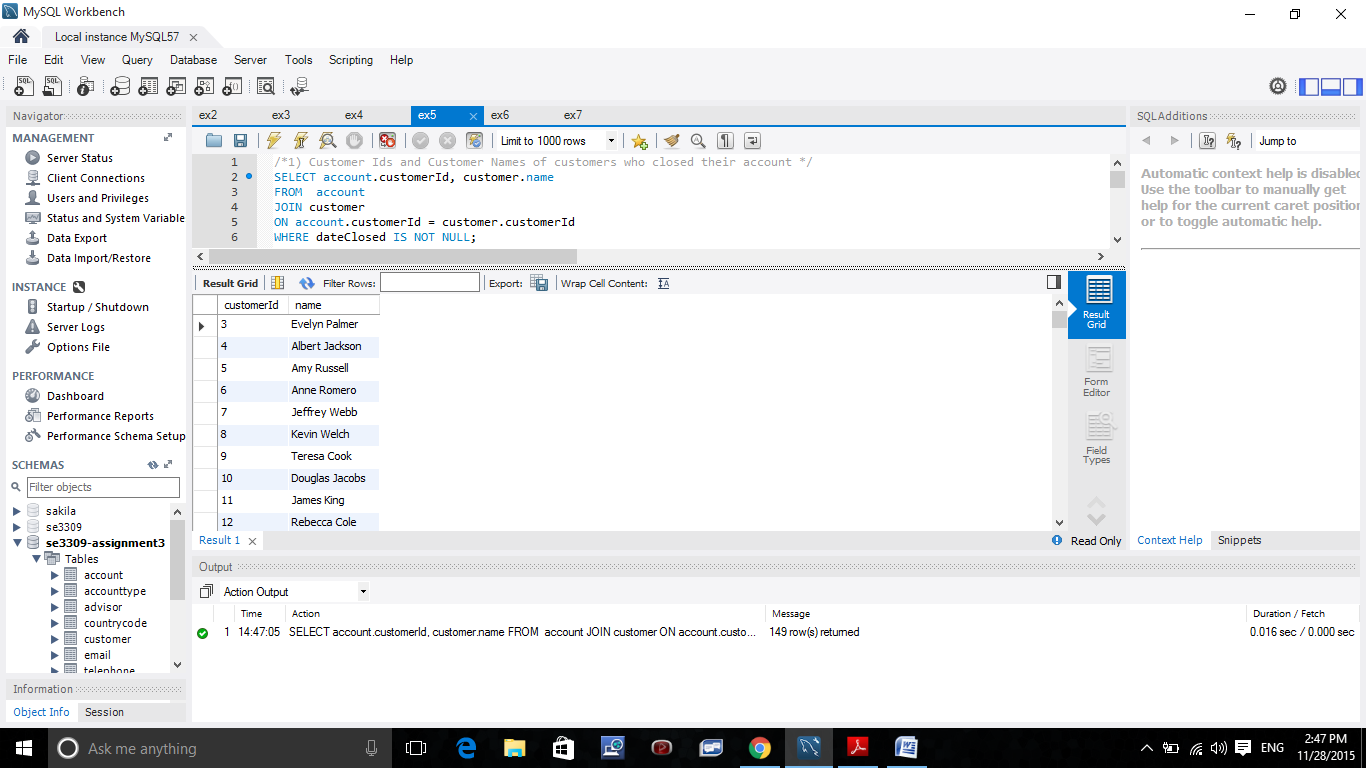 MySQL Workbench
Local instance MySQL57
File Edit View Query Database Server Tools Scripting Help
Navigator
MANAGEMENT
Server Status
Client Connections
Users and Privileges
Status and System Variable
Data Export
Data Import/Restore
INSTANCE
Startup / Shutdown
Server Logs
Options File
PERFORMANCE
Dashboard
Performance Reports
Performance Schema Setup
SCHEMAS
Filter objects
sakila
se3309
se3309-assignment3
Tables
account
accounttype
advisor
countrycode
customer
email
telephone
Information
Object Info Session
ex2 ex3 ex4 ex5 ex6 ex7
Limit to 1000 rows
1 /*1) Customer Ids and Customer Names of customers who closed their account */
2 SELECT account.customerId, customer.name
3 FROM  account
4 JOIN customer
5 ON account.customerId = customer.customerId
6 WHERE dateClosed IS NOT NULL;
Result Grid Filter Rows: Export: Wrap Cell Content:
customerId name
3 Evelyn Palmer
4 Albert Jackson
5 Amy Russell
6 Anne Romero
7 Jeffrey Webb
8 Kevin Welch
9 Teresa Cook
10 Douglas Jacobs
11 James King
12 Rebecca Cole
Result
Grid
Form
Editor
Field
Types
Result 1
Read Only
SQLAdditions
Jump to
Automatic context help is disabled
Use the toolbar to manually get
help for the current caret position
or to toggle automatic help.
Context Help Snippets
Output
Action Output
Time Action Message Duration / Fetch
1 14:47:05 SELECT account.customerId, customer.name FROM  account JOIN customer ON account.custo... 149 row(s) returned 0.016 sec / 0.000 sec
Ask me anything
ENG
2:47 PM
11/28/2015